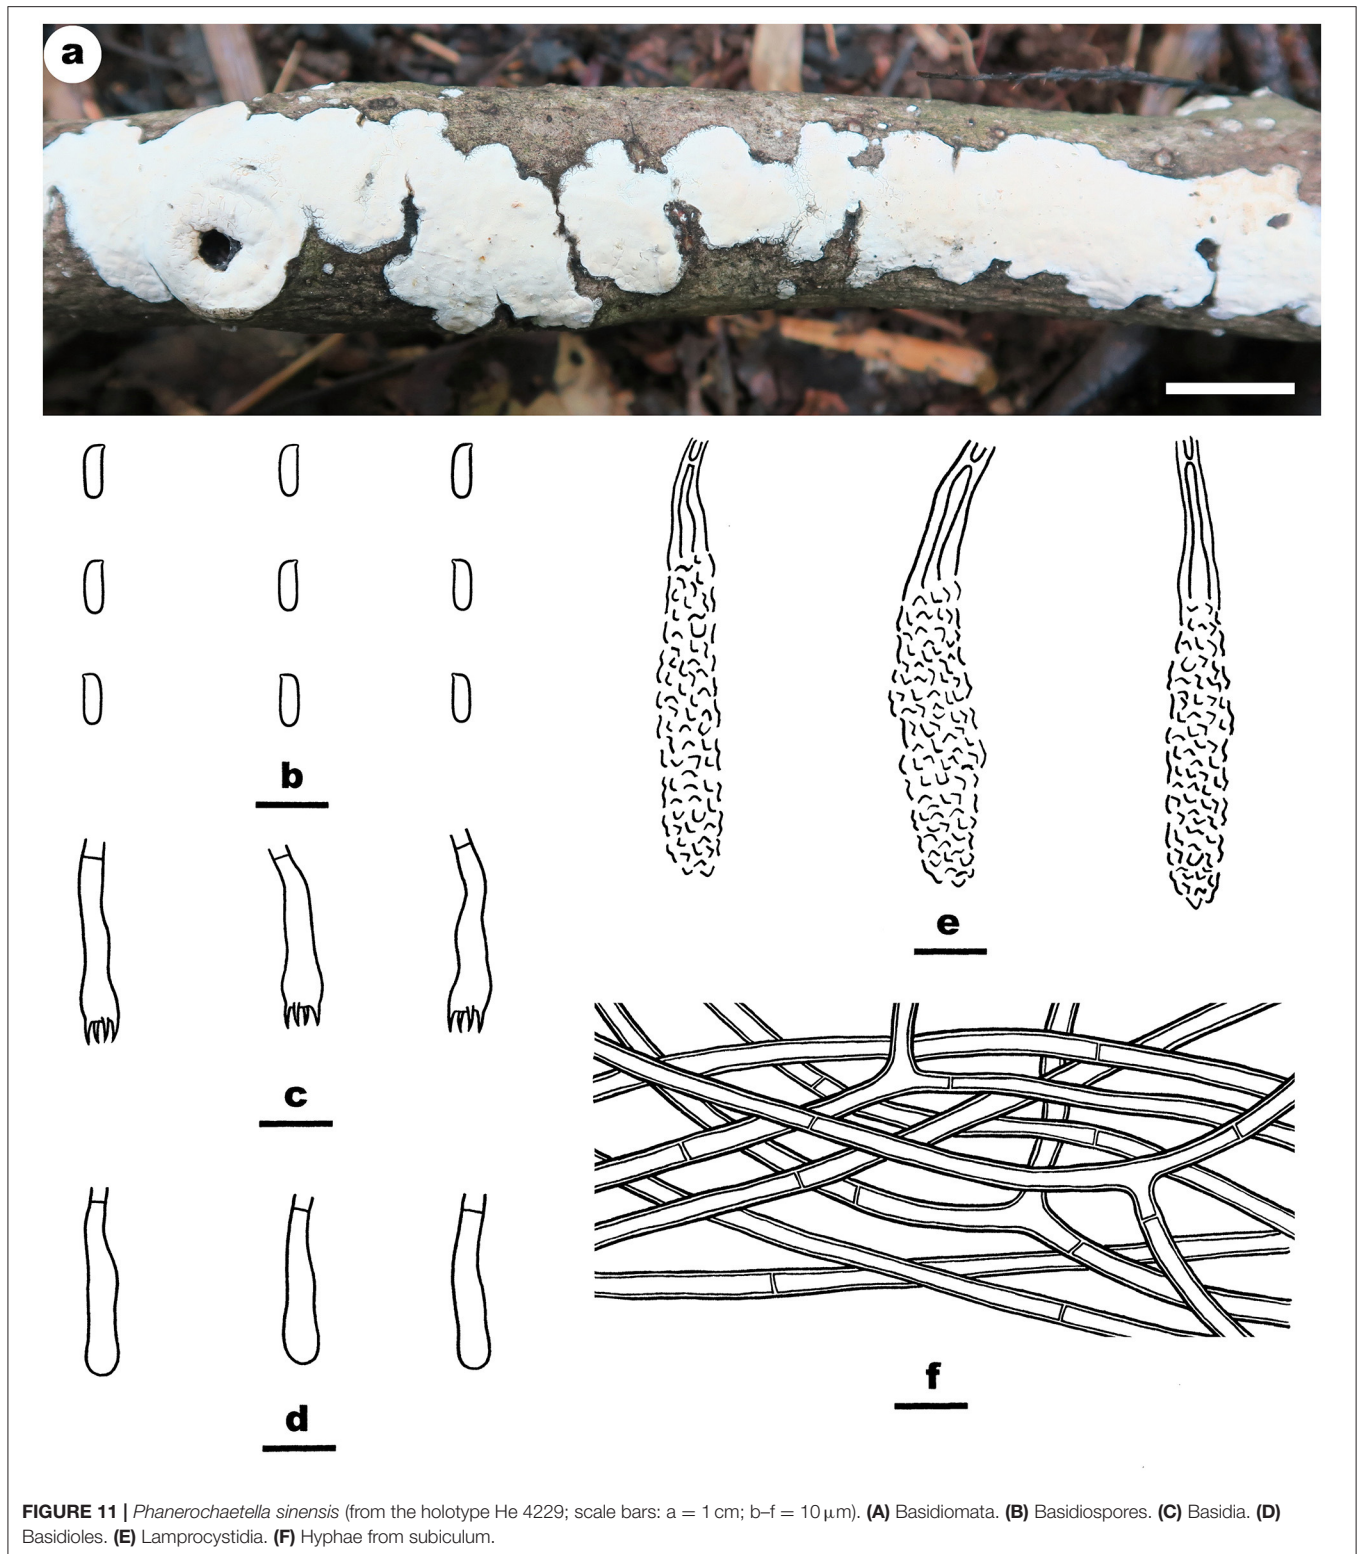 a
b
c
d
e
f
FIGURE 11 | Phanerochaetella sinensis (from the holotype He 4229; scale bars: a = 1 cm; b–f = 10 μm). (A) Basidiomata. (B) Basidiospores. (C) Basidia. (D)
Basidioles. (E) Lamprocystidia. (F) Hyphae from subiculum.